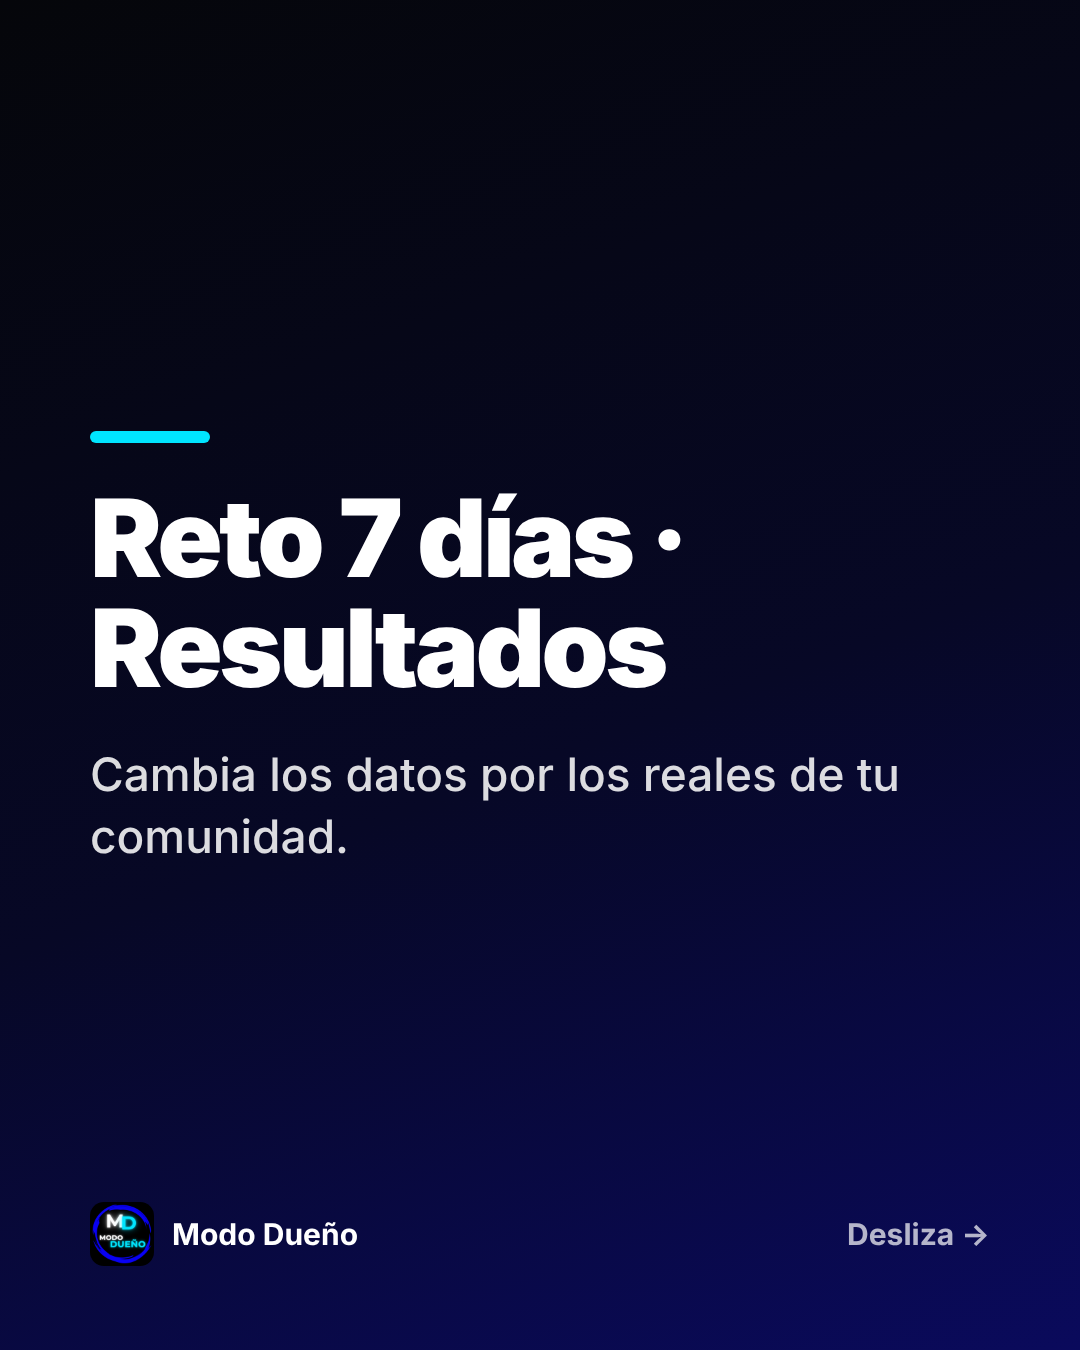 Reto 7 días ·
Resultados
Cambia los datos por los reales de tu
comunidad.
MD
MODO
DUEÑO
Modo Dueño
Desliza →